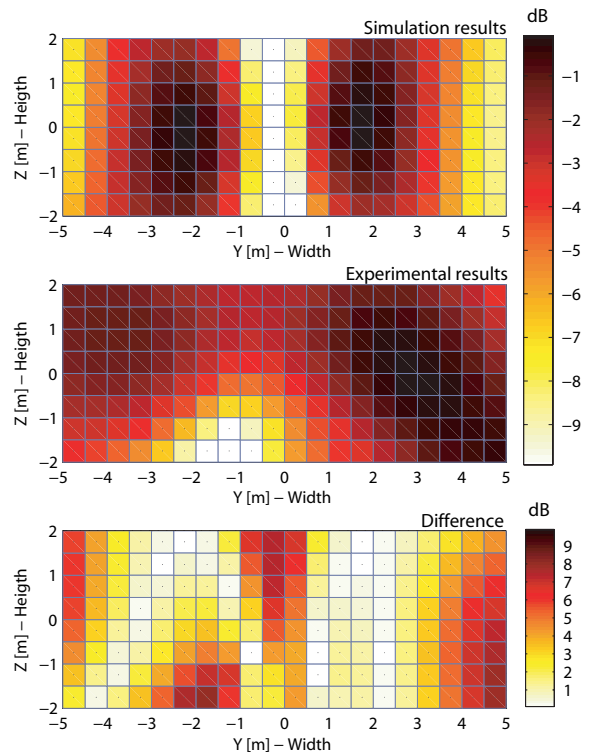 Simulation results
dB
2
1
0
−1
−2
Z [m] − Heigth
−5 −4 −3 −2 −1 0 1 2 3 4 5
Y [m] − Width
−1
−2
−3
−4
−5
−6
−7
−8
−9
Experimental results
2
1
0
−1
−2
Z [m] − Heigth
−5 −4 −3 −2 −1 0 1 2 3 4 5
Y [m] − Width
Difference
dB
2
1
0
−1
−2
Z [m] − Heigth
−5 −4 −3 −2 −1 0 1 2 3 4 5
Y [m] − Width
9
8
7
6
5
4
3
2
1